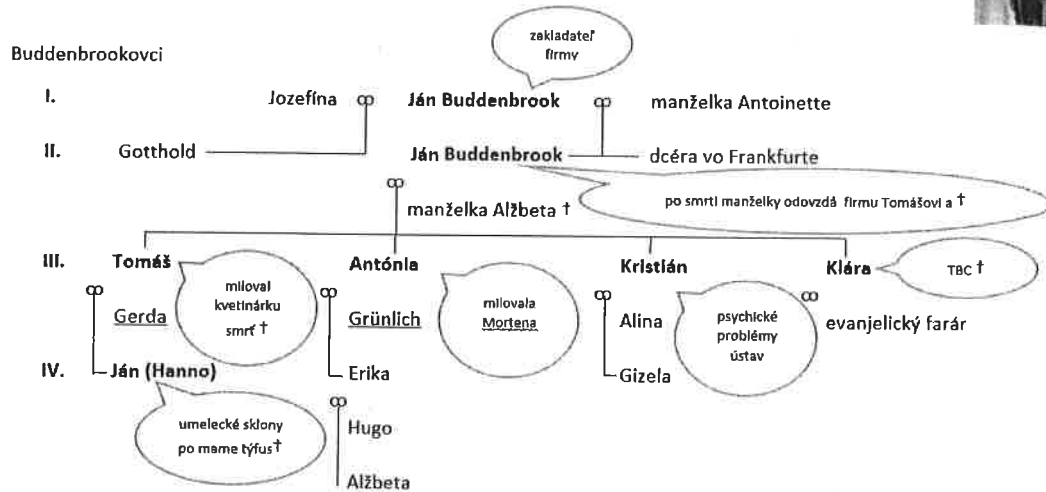 zakladateľ
firmy
Buddenbrookovci
I. Jozefína ꝏ Ján Buddenbrook ꝏ manželka Antoinette
II. Gotthold Ján Buddenbrook dcéra vo Frankfurte
ꝏ
manželka Alžbeta †
po smrti manželky odovzdá firmu Tomášovi a †
III. Tomáš Antónia Kristián Klára
TBC †
miloval
kvetinárku
smrť †
milovala
Mortena
psychické
problémy
ústav
ꝏ ꝏ ꝏ ꝏ
Gerda Grünlich Alina evanjelický farár
IV. Ján (Hanno) Erika Gizela
umelecké sklony
po mame týfus †
ꝏ
Hugo
Alžbeta